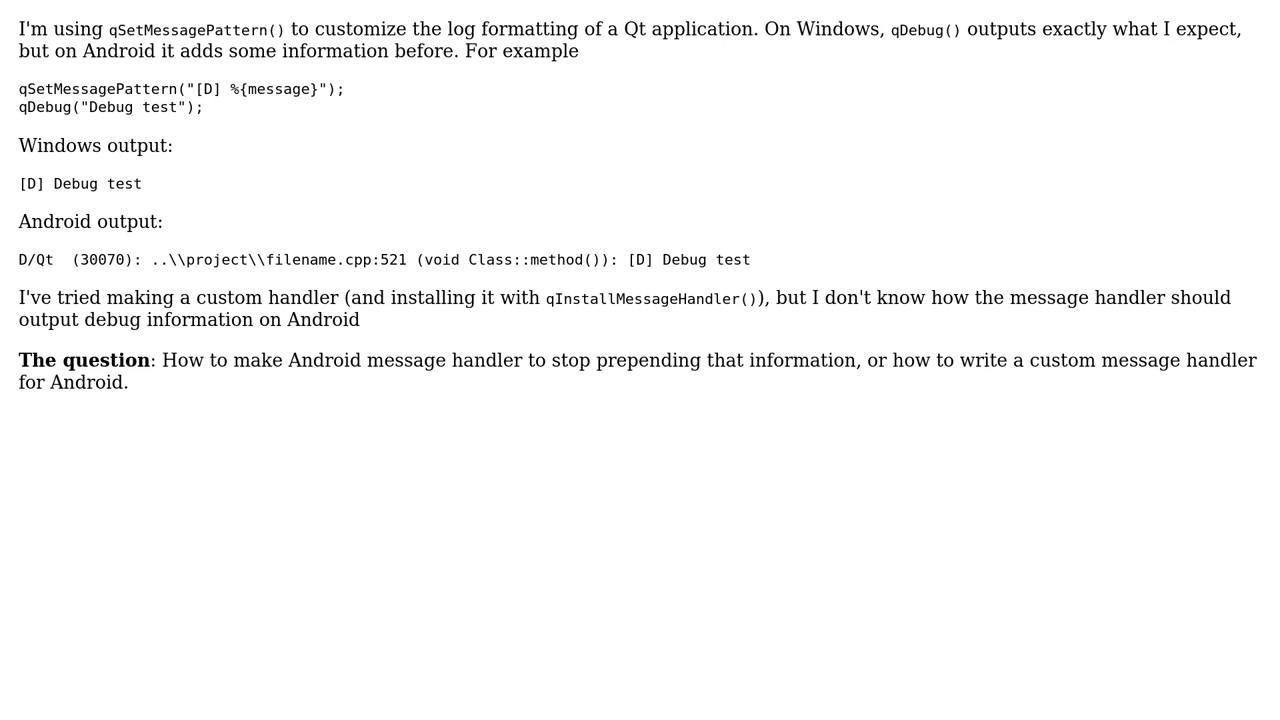 I'm using qSetMessagePattern() to customize the log formatting of a Qt application. On Windows, qDebug() outputs exactly what I expect,
but on Android it adds some information before. For example
qSetMessagePattern("[D] %{message}");
qDebug("Debug test");
Windows output:
[D] Debug test
Android output:
D/Qt  (30070): ..\\project\\filename.cpp:521 (void Class::method()): [D] Debug test
I've tried making a custom handler (and installing it with qInstallMessageHandler()), but I don't know how the message handler should
output debug information on Android
The question: How to make Android message handler to stop prepending that information, or how to write a custom message handler
for Android.